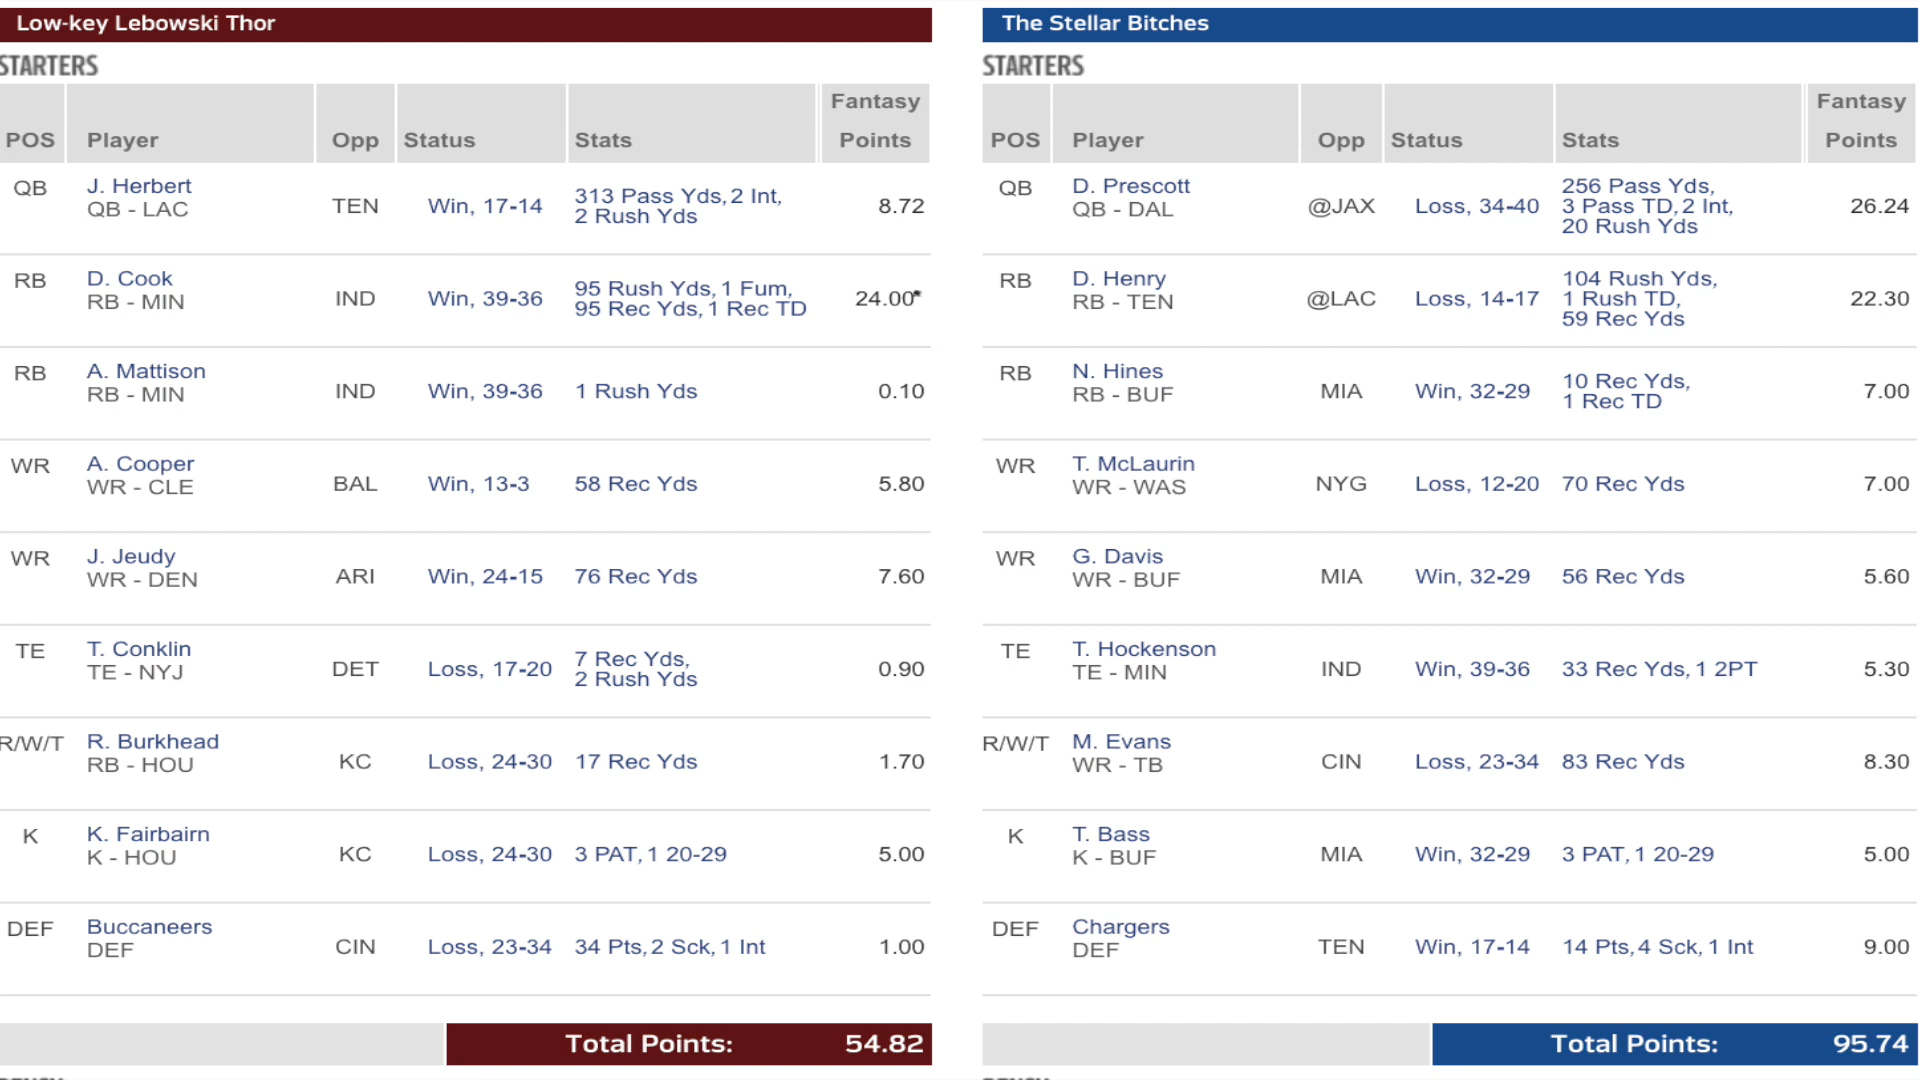 Low-key Lebowski Thor
STARTERS
POS Player Opp Status Stats Fantasy Points
QB J. Herbert QB - LAC TEN Win, 17-14 313 Pass Yds, 2 Int, 2 Rush Yds 8.72
RB D. Cook RB - MIN IND Win, 39-36 95 Rush Yds, 1 Fum, 95 Rec Yds, 1 Rec TD 24.00*
RB A. Mattison RB - MIN IND Win, 39-36 1 Rush Yds 0.10
WR A. Cooper WR - CLE BAL Win, 13-3 58 Rec Yds 5.80
WR J. Jeudy WR - DEN ARI Win, 24-15 76 Rec Yds 7.60
TE T. Conklin TE - NYJ DET Loss, 17-20 7 Rec Yds, 2 Rush Yds 0.90
R/W/T R. Burkhead RB - HOU KC Loss, 24-30 17 Rec Yds 1.70
K K. Fairbairn K - HOU KC Loss, 24-30 3 PAT, 1 20-29 5.00
DEF Buccaneers DEF CIN Loss, 23-34 34 Pts, 2 Sck, 1 Int 1.00
Total Points: 54.82
The Stellar Bitches
STARTERS
POS Player Opp Status Stats Fantasy Points
QB D. Prescott QB - DAL @JAX Loss, 34-40 256 Pass Yds, 3 Pass TD, 2 Int, 20 Rush Yds 26.24
RB D. Henry RB - TEN @LAC Loss, 14-17 104 Rush Yds, 1 Rush TD, 59 Rec Yds 22.30
RB N. Hines RB - BUF MIA Win, 32-29 10 Rec Yds, 1 Rec TD 7.00
WR T. McLaurin WR - WAS NYG Loss, 12-20 70 Rec Yds 7.00
WR G. Davis WR - BUF MIA Win, 32-29 56 Rec Yds 5.60
TE T. Hockenson TE - MIN IND Win, 39-36 33 Rec Yds, 1 2PT 5.30
R/W/T M. Evans WR - TB CIN Loss, 23-34 83 Rec Yds 8.30
K T. Bass K - BUF MIA Win, 32-29 3 PAT, 1 20-29 5.00
DEF Chargers DEF TEN Win, 17-14 14 Pts, 4 Sck, 1 Int 9.00
Total Points: 95.74